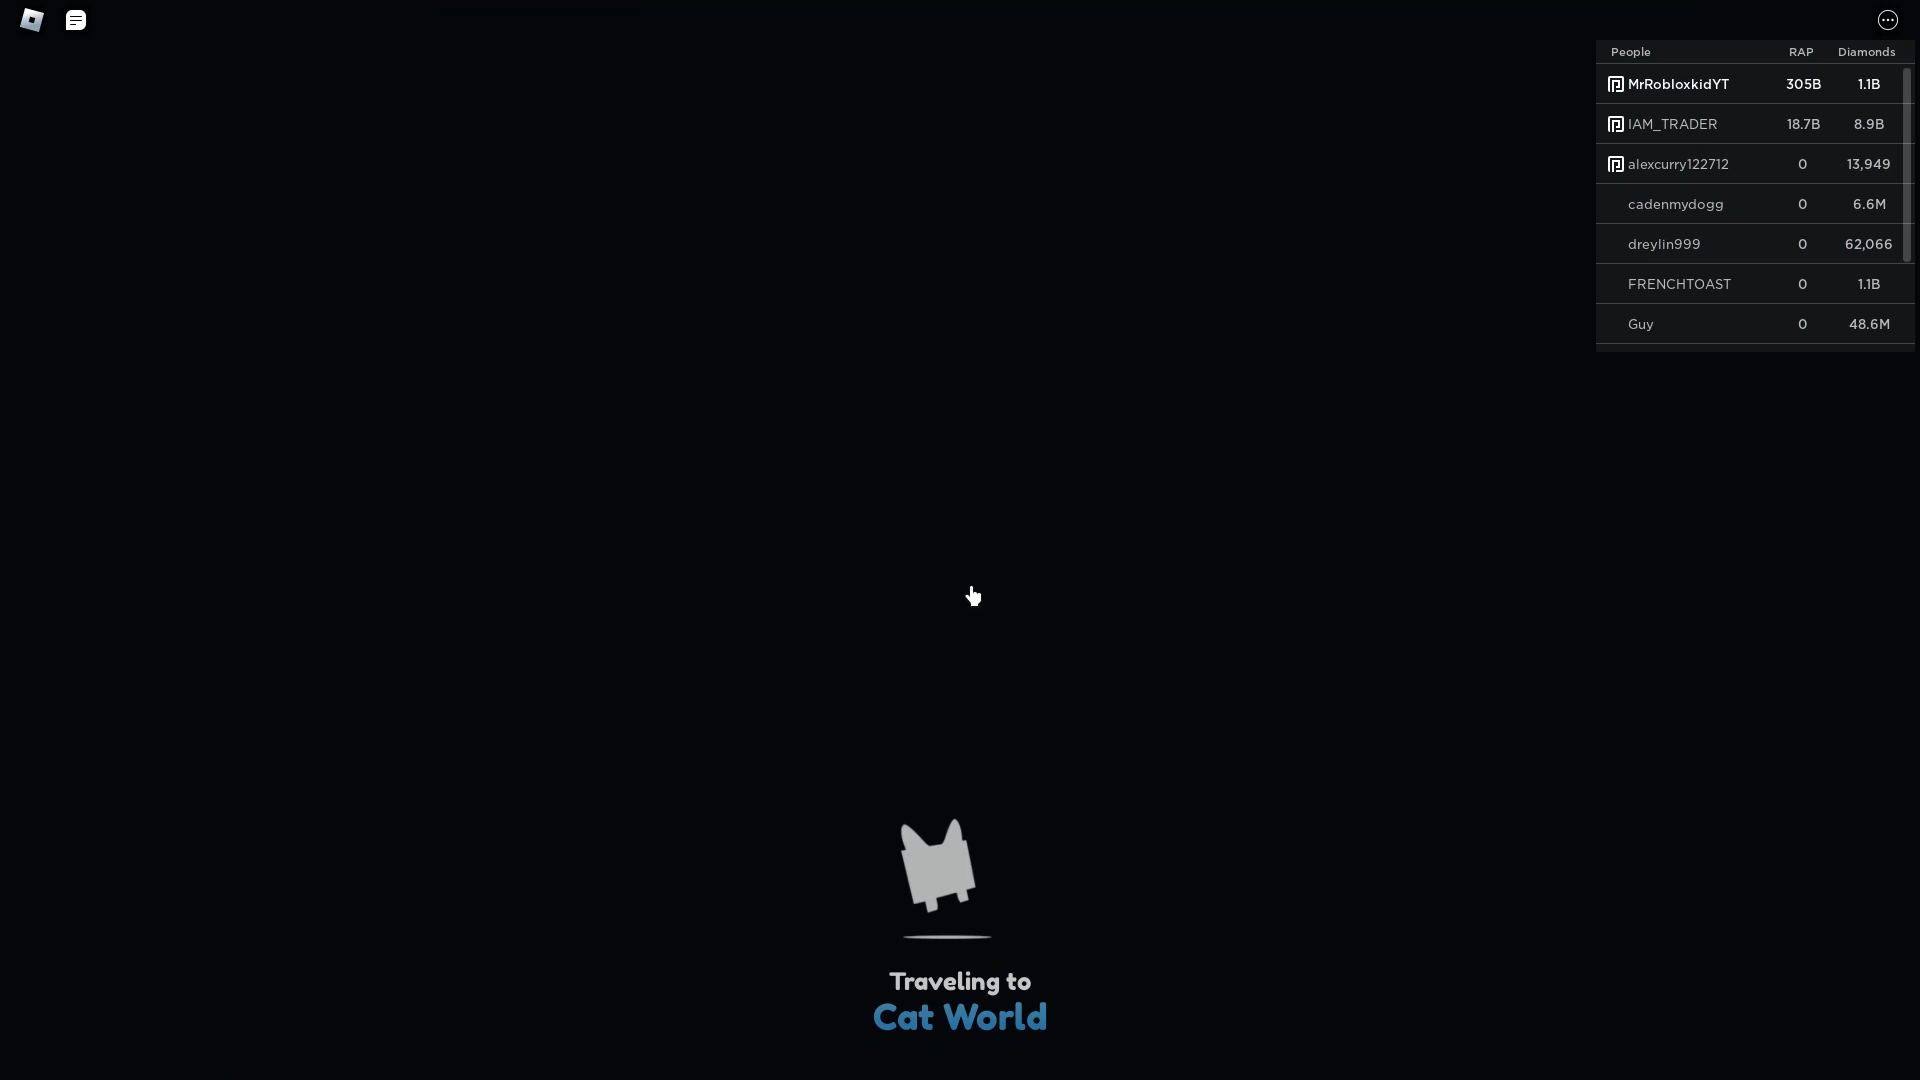 People RAP Diamonds
MrRobloxkidYT 305B 1.1B
IAM_TRADER 18.7B 8.9B
alexcurry122712 0 13,949
cadenmydogg 0 6.6M
dreylin999 0 62,066
FRENCHTOAST 0 1.1B
Guy 0 48.6M
Traveling to
Cat World